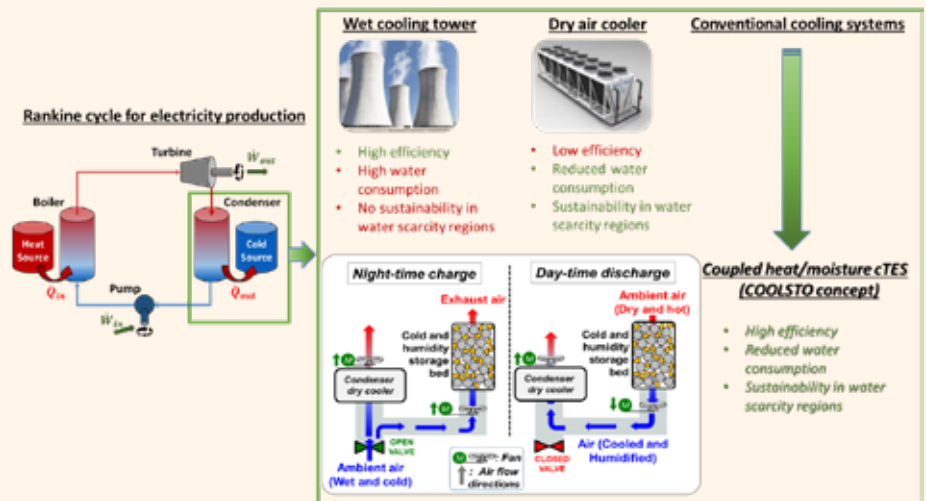 Wet cooling tower
Dry air cooler
Conventional cooling systems
• High efficiency
• High water
consumption
• No sustainability in
water scarcity regions
• Low efficiency
• Reduced water
consumption
• Sustainability in water
scarcity regions
Rankine cycle for electricity production
Turbine
Ẇout
Boiler
Condenser
Heat
Source
Cold
Source
Q̇in
Pump
Q̇out
Ẇin
Coupled heat/moisture cTES
(COOLSTO concept)
• High efficiency
• Reduced water
consumption
• Sustainability in water
scarcity regions
Night-time charge
Exhaust air
Cold and
humidity
storage
bed
Condenser
dry cooler
M
M
OPEN
VALVE
Ambient air
(Wet and cold)
Day-time discharge
Ambient air
(Dry and hot)
Cold and
humidity
storage
bed
Condenser
dry cooler
M
M
CLOSED
VALVE
Air (Cooled and
Humidified)
M : Fan
: Air flow
directions